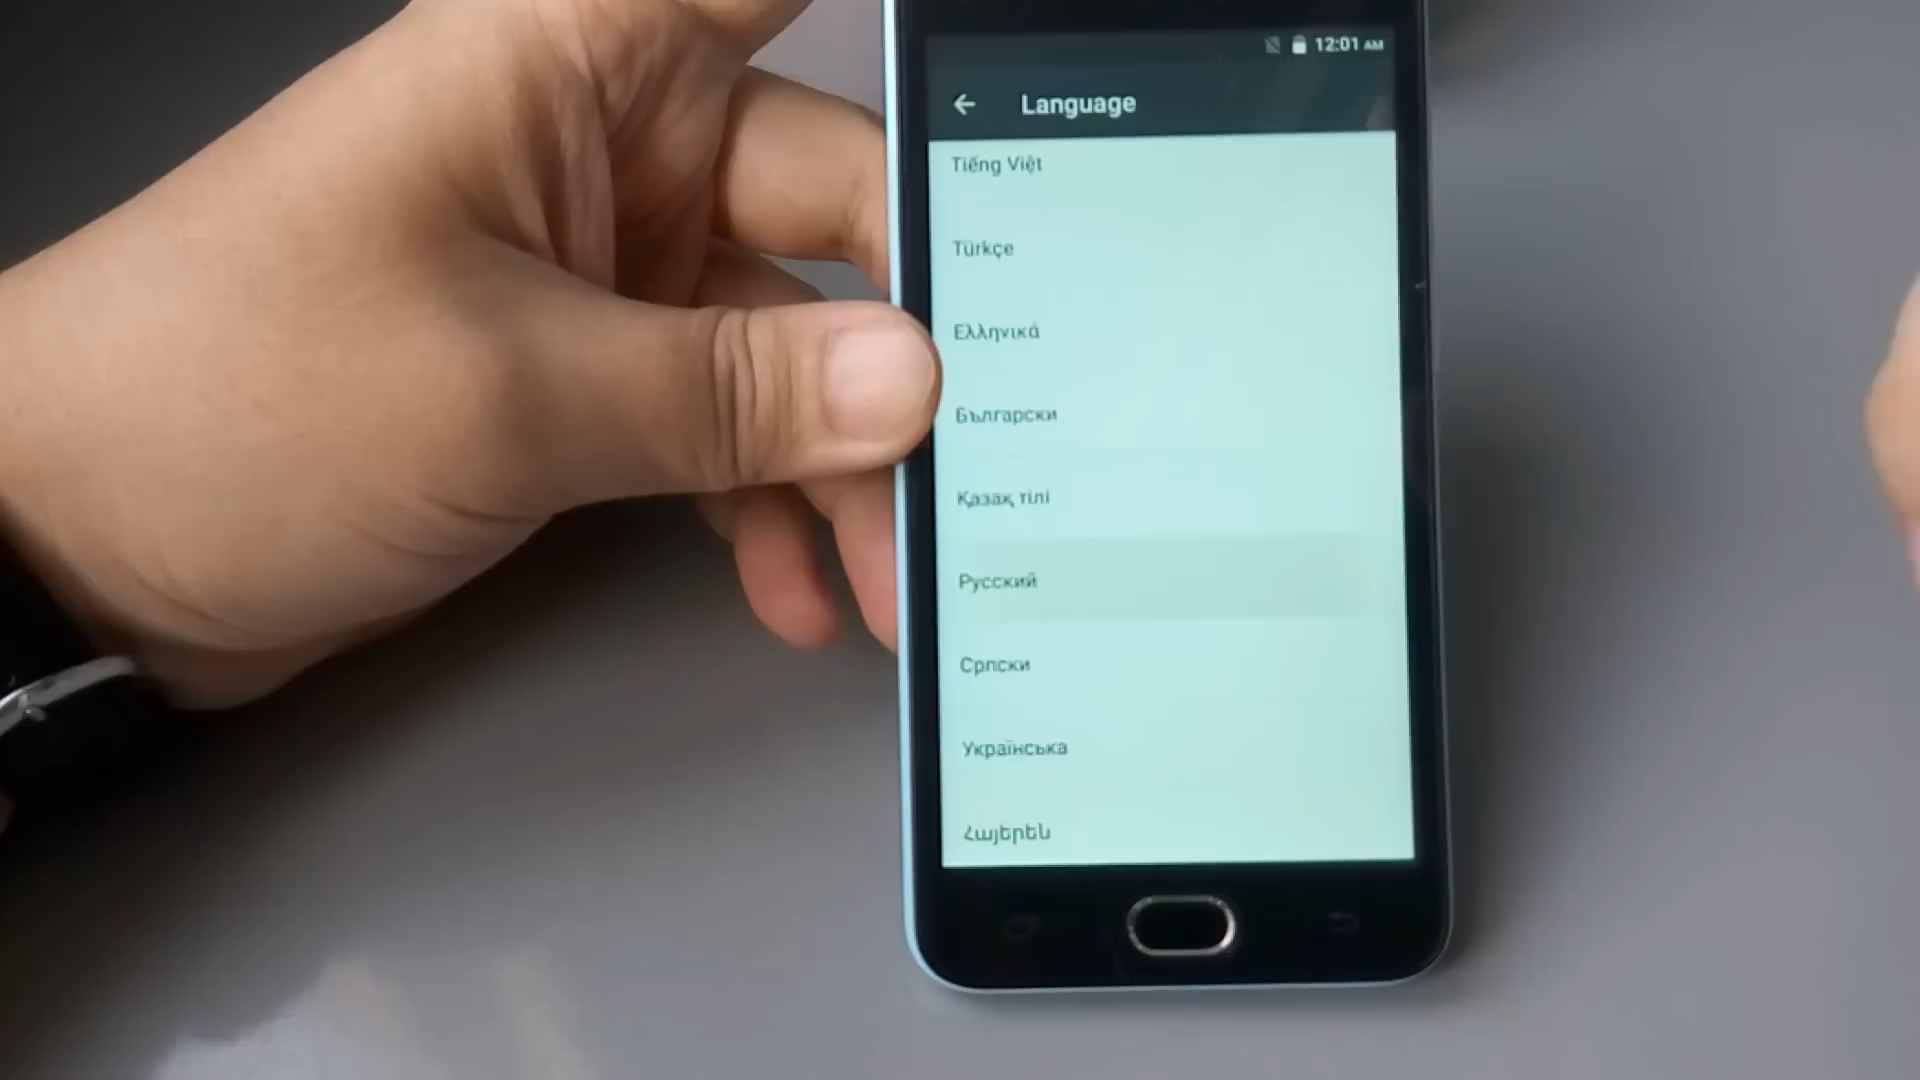 12:01 AM
Language
Tiếng Việt
Türkçe
Ελληνικά
Български
Қазақ тілі
Русский
Српски
Українська
Հայերեն